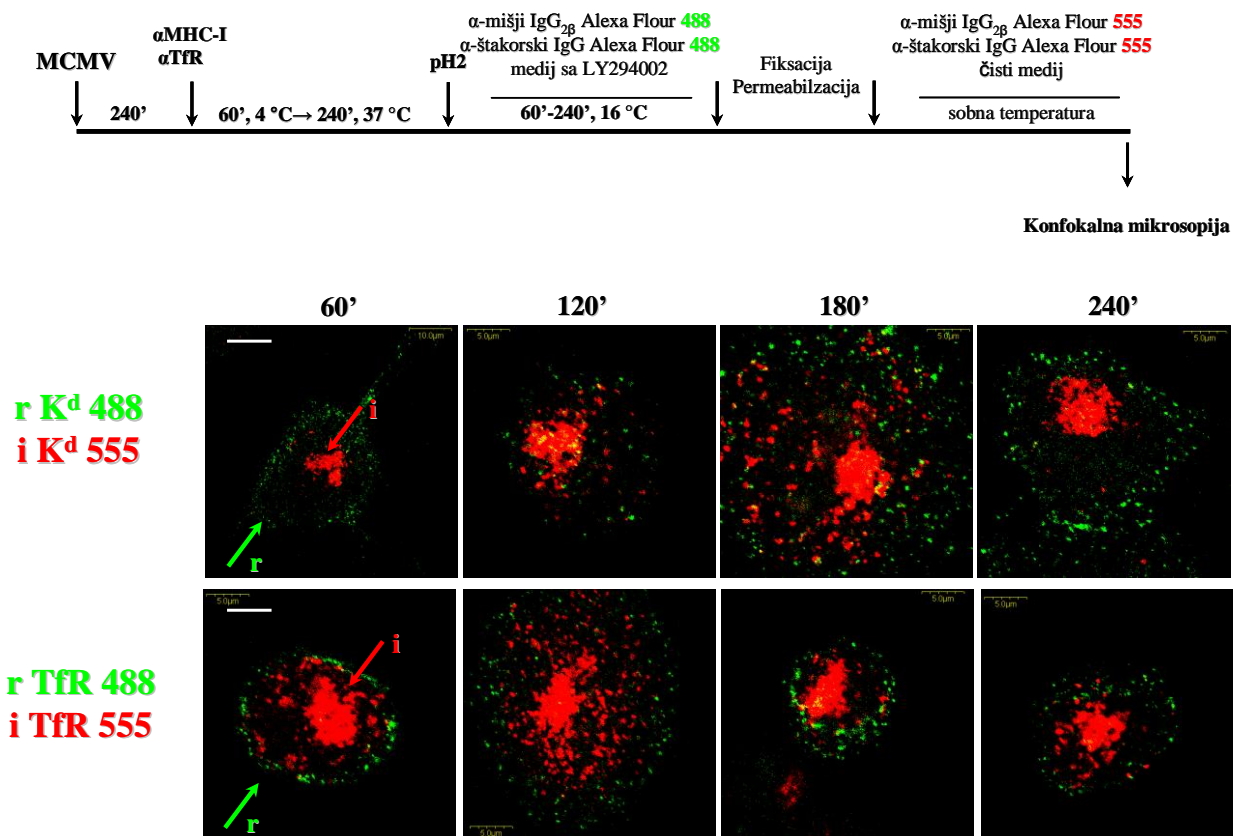 α-mišji IgG2β Alexa Flour 488
α-štakorski IgG Alexa Flour 488
medij sa LY294002
α-mišji IgG2β Alexa Flour 555
α-štakorski IgG Alexa Flour 555
čisti medij
αMHC-I
αTfR
MCMV
pH2
Fiksacija
Permeabilzacija
240’
60’, 4 °C→ 240’, 37 °C
60’-240’, 16 °C
sobna temperatura
Konfokalna mikrosopija
60’
120’
180’
240’
10.0µm
5.0µm
5.0µm
5.0µm
r Kᵈ 488
i Kᵈ 555
i
r
5.0µm
5.0µm
5.0µm
5.0µm
r TfR 488
i TfR 555
i
r